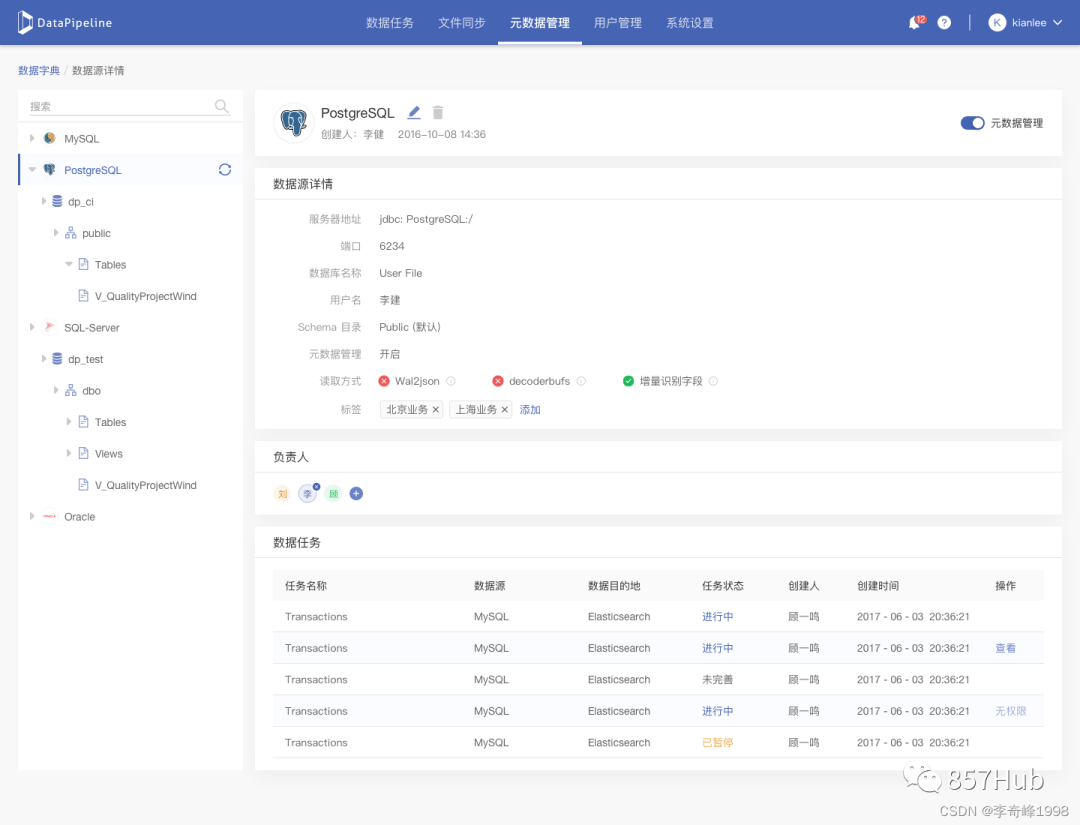 DataPipeline 数据任务 文件同步 元数据管理 用户管理 系统设置 12 ? K kianlee
数据字典 / 数据源详情
搜索
MySQL
PostgreSQL
dp_ci
public
Tables
V_QualityProjectWind
SQL-Server
dp_test
dbo
Tables
Views
V_QualityProjectWind
Oracle
PostgreSQL
创建人: 李健 2016-10-08 14:36
元数据管理
数据源详情
服务器地址 jdbc: PostgreSQL:/
端口 6234
数据库名称 User File
用户名 李建
Schema 目录 Public (默认)
元数据管理 开启
读取方式 Wal2json decoderbufs 增量识别字段
标签 北京业务 × 上海业务 × 添加
负责人
刘 李 顾
数据任务
任务名称 数据源 数据目的地 任务状态 创建人 创建时间 操作
Transactions MySQL Elasticsearch 进行中 顾一鸣 2017 - 06 - 03 20:36:21
Transactions MySQL Elasticsearch 进行中 顾一鸣 2017 - 06 - 03 20:36:21 查看
Transactions MySQL Elasticsearch 未完善 顾一鸣 2017 - 06 - 03 20:36:21
Transactions MySQL Elasticsearch 进行中 顾一鸣 2017 - 06 - 03 20:36:21 无权限
Transactions MySQL Elasticsearch 已暂停 顾一鸣 2017 - 06 - 03 20:36:21
857Hub
CSDN @李奇峰1998